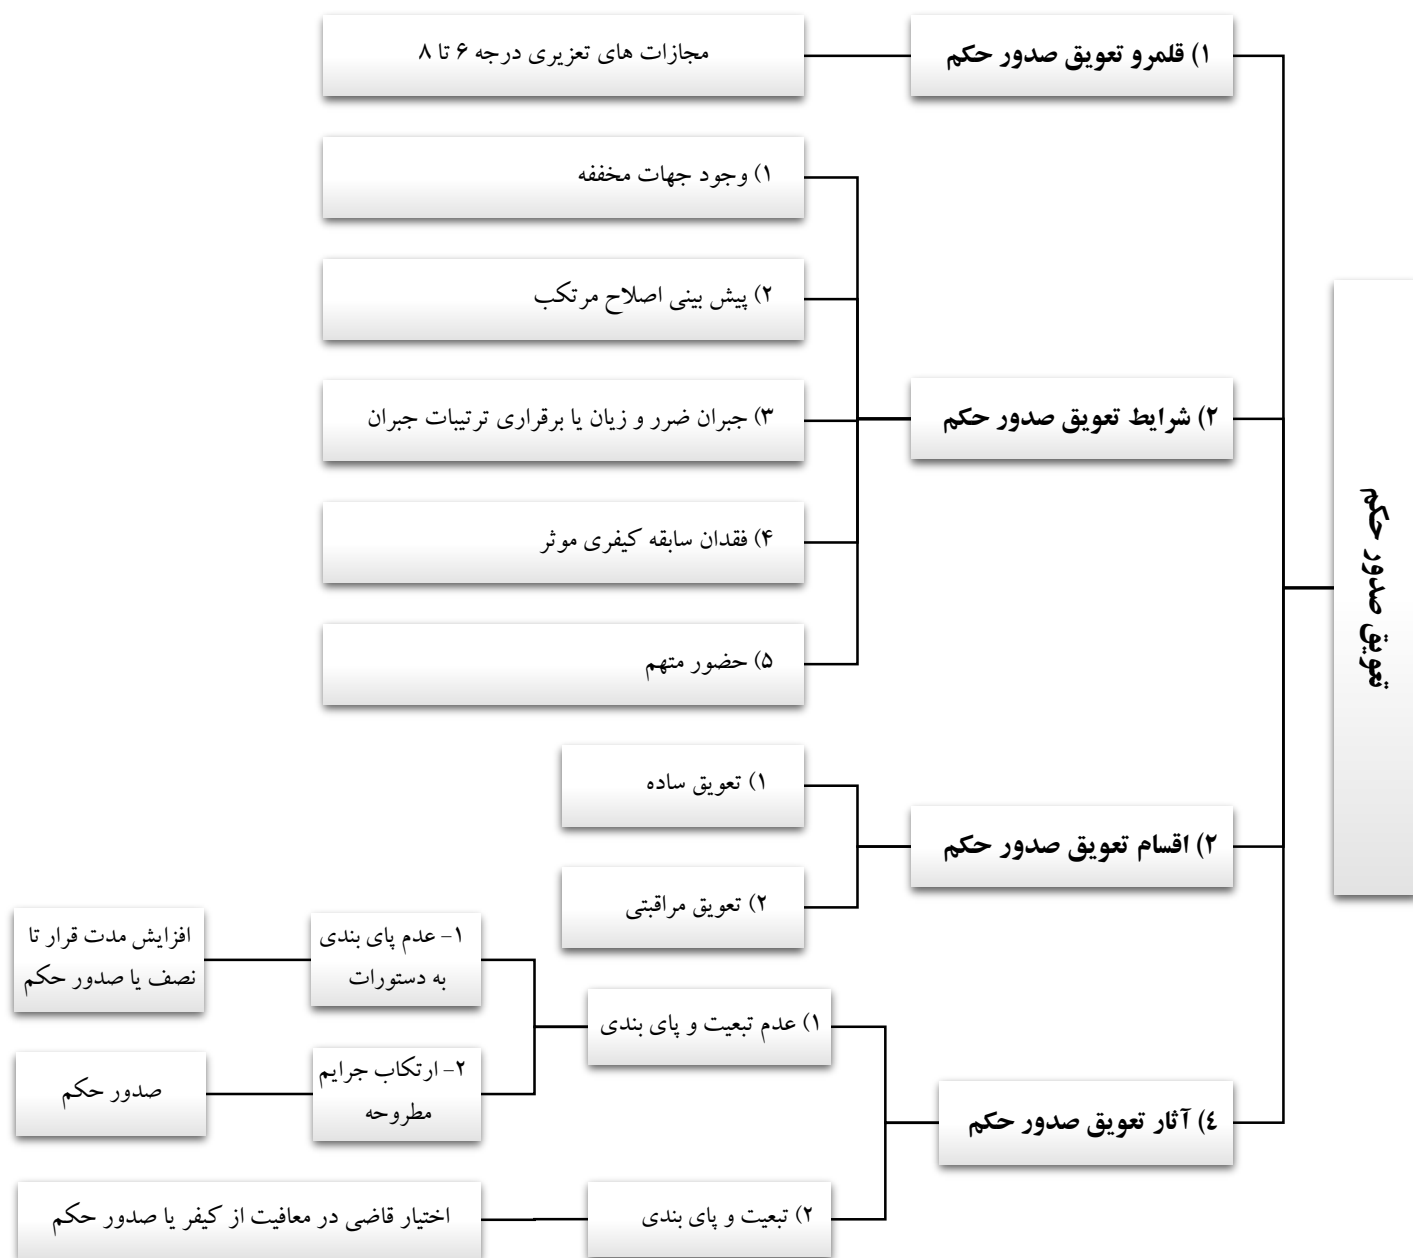 تعویق صدور حکم
۱) قلمرو تعویق صدور حکم
مجازات های تعزیری درجه ۶ تا ۸
۲) شرایط تعویق صدور حکم
۱) وجود جهات مخففه
۲) پیش بینی اصلاح مرتکب
۳) جبران ضرر و زیان یا برقراری ترتیبات جبران
۴) فقدان سابقه کیفری موثر
۵) حضور متهم
۲) اقسام تعویق صدور حکم
۱) تعویق ساده
۲) تعویق مراقبتی
٤) آثار تعویق صدور حکم
۱) عدم تبعیت و پای بندی
۱- عدم پای بندی
به دستورات
افزایش مدت قرار تا
نصف یا صدور حکم
۲- ارتکاب جرایم
مطروحه
صدور حکم
۲) تبعیت و پای بندی
اختیار قاضی در معافیت از کیفر یا صدور حکم